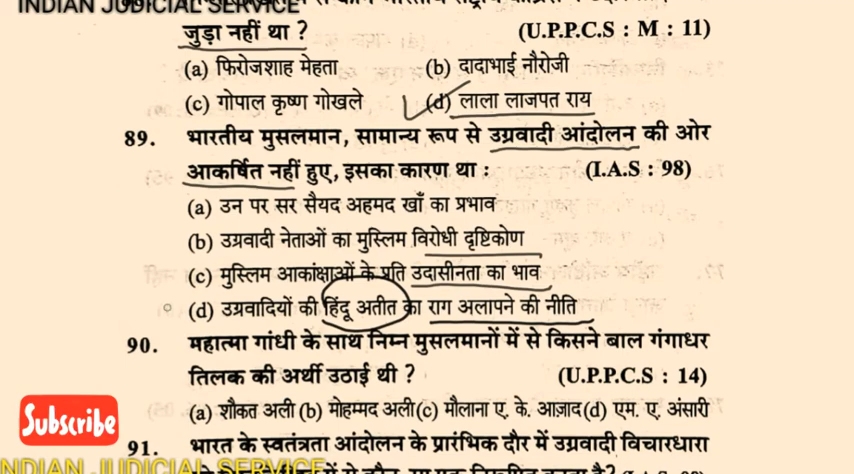 INDIAN JUDICIAL SERVICE
जुड़ा नहीं था ? (U.P.P.C.S : M : 11)
(a) फिरोजशाह मेहता (b) दादाभाई नौरोजी
(c) गोपाल कृष्ण गोखले (d) लाला लाजपत राय
89. भारतीय मुसलमान, सामान्य रूप से उग्रवादी आंदोलन की ओर
आकर्षित नहीं हुए, इसका कारण था : (I.A.S : 98)
(a) उन पर सर सैयद अहमद खाँ का प्रभाव
(b) उग्रवादी नेताओं का मुस्लिम विरोधी दृष्टिकोण
(c) मुस्लिम आकांक्षाओं के प्रति उदासीनता का भाव
(d) उग्रवादियों की हिंदू अतीत का राग अलापने की नीति
90. महात्मा गांधी के साथ निम्न मुसलमानों में से किसने बाल गंगाधर
तिलक की अर्थी उठाई थी ? (U.P.P.C.S : 14)
(a) शौकत अली (b) मोहम्मद अली (c) मौलाना ए. के. आज़ाद (d) एम. ए. अंसारी
Subscribe
91. भारत के स्वतंत्रता आंदोलन के प्रारंभिक दौर में उग्रवादी विचारधारा
INDIAN JUDICIAL SERVICE